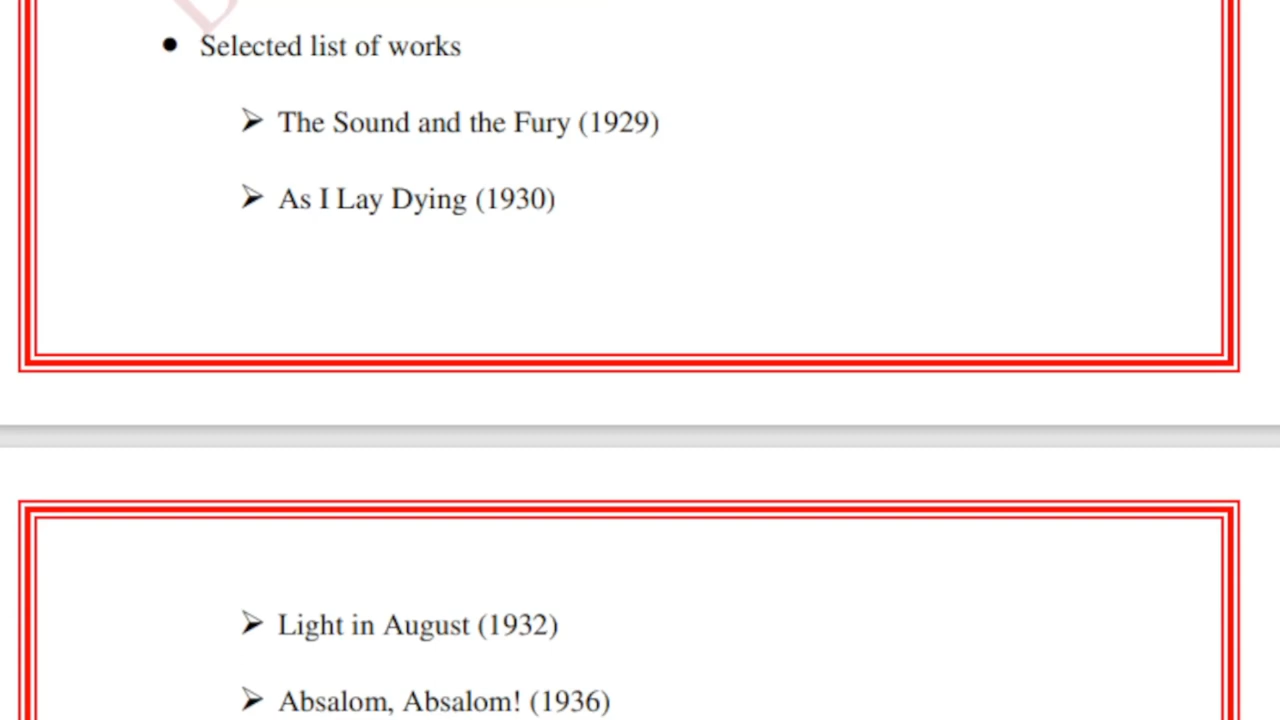 ● Selected list of works
➢ The Sound and the Fury (1929)
➢ As I Lay Dying (1930)
➢ Light in August (1932)
➢ Absalom, Absalom! (1936)